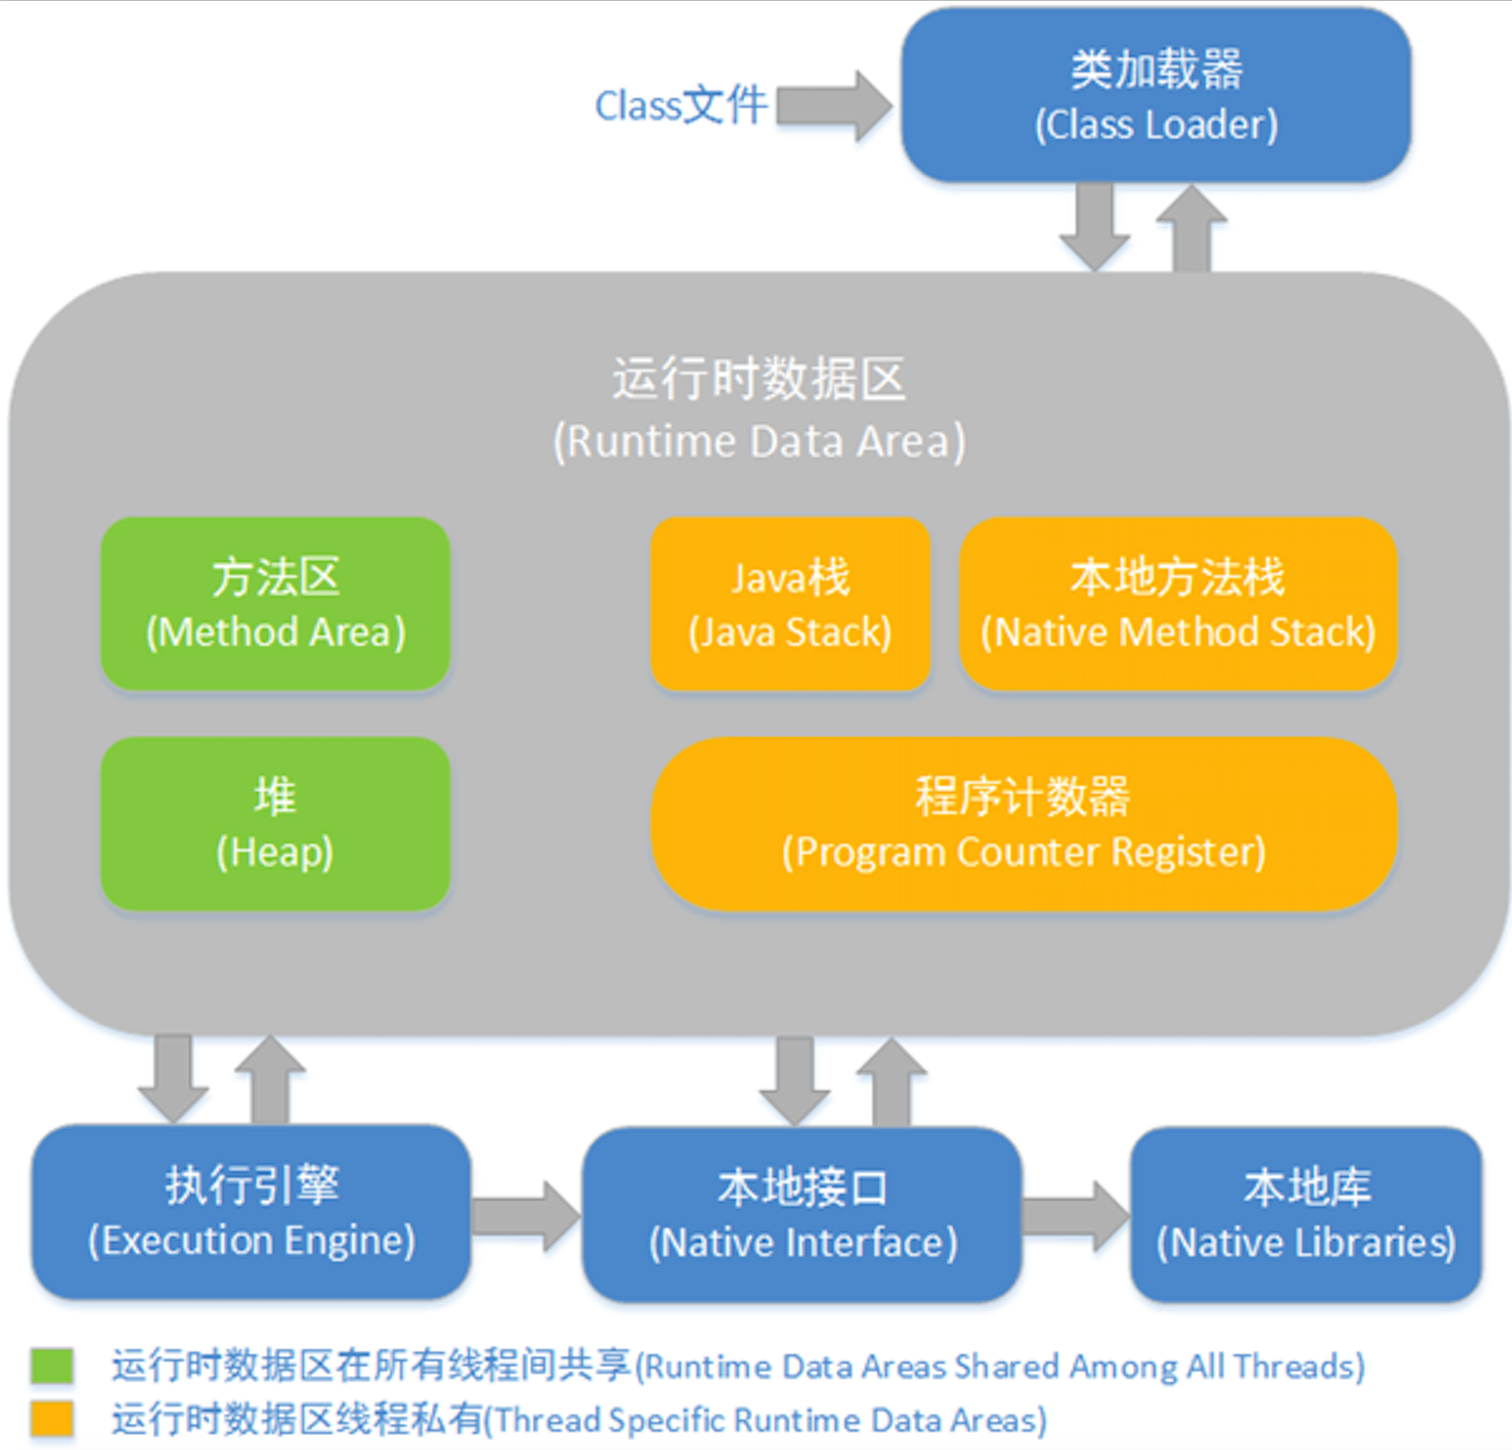 Class文件
类加载器
(Class Loader)
运行时数据区
(Runtime Data Area)
方法区
(Method Area)
Java栈
(Java Stack)
本地方法栈
(Native Method Stack)
堆
(Heap)
程序计数器
(Program Counter Register)
执行引擎
(Execution Engine)
本地接口
(Native Interface)
本地库
(Native Libraries)
运行时数据区在所有线程间共享(Runtime Data Areas Shared Among All Threads)
运行时数据区线程私有(Thread Specific Runtime Data Areas)